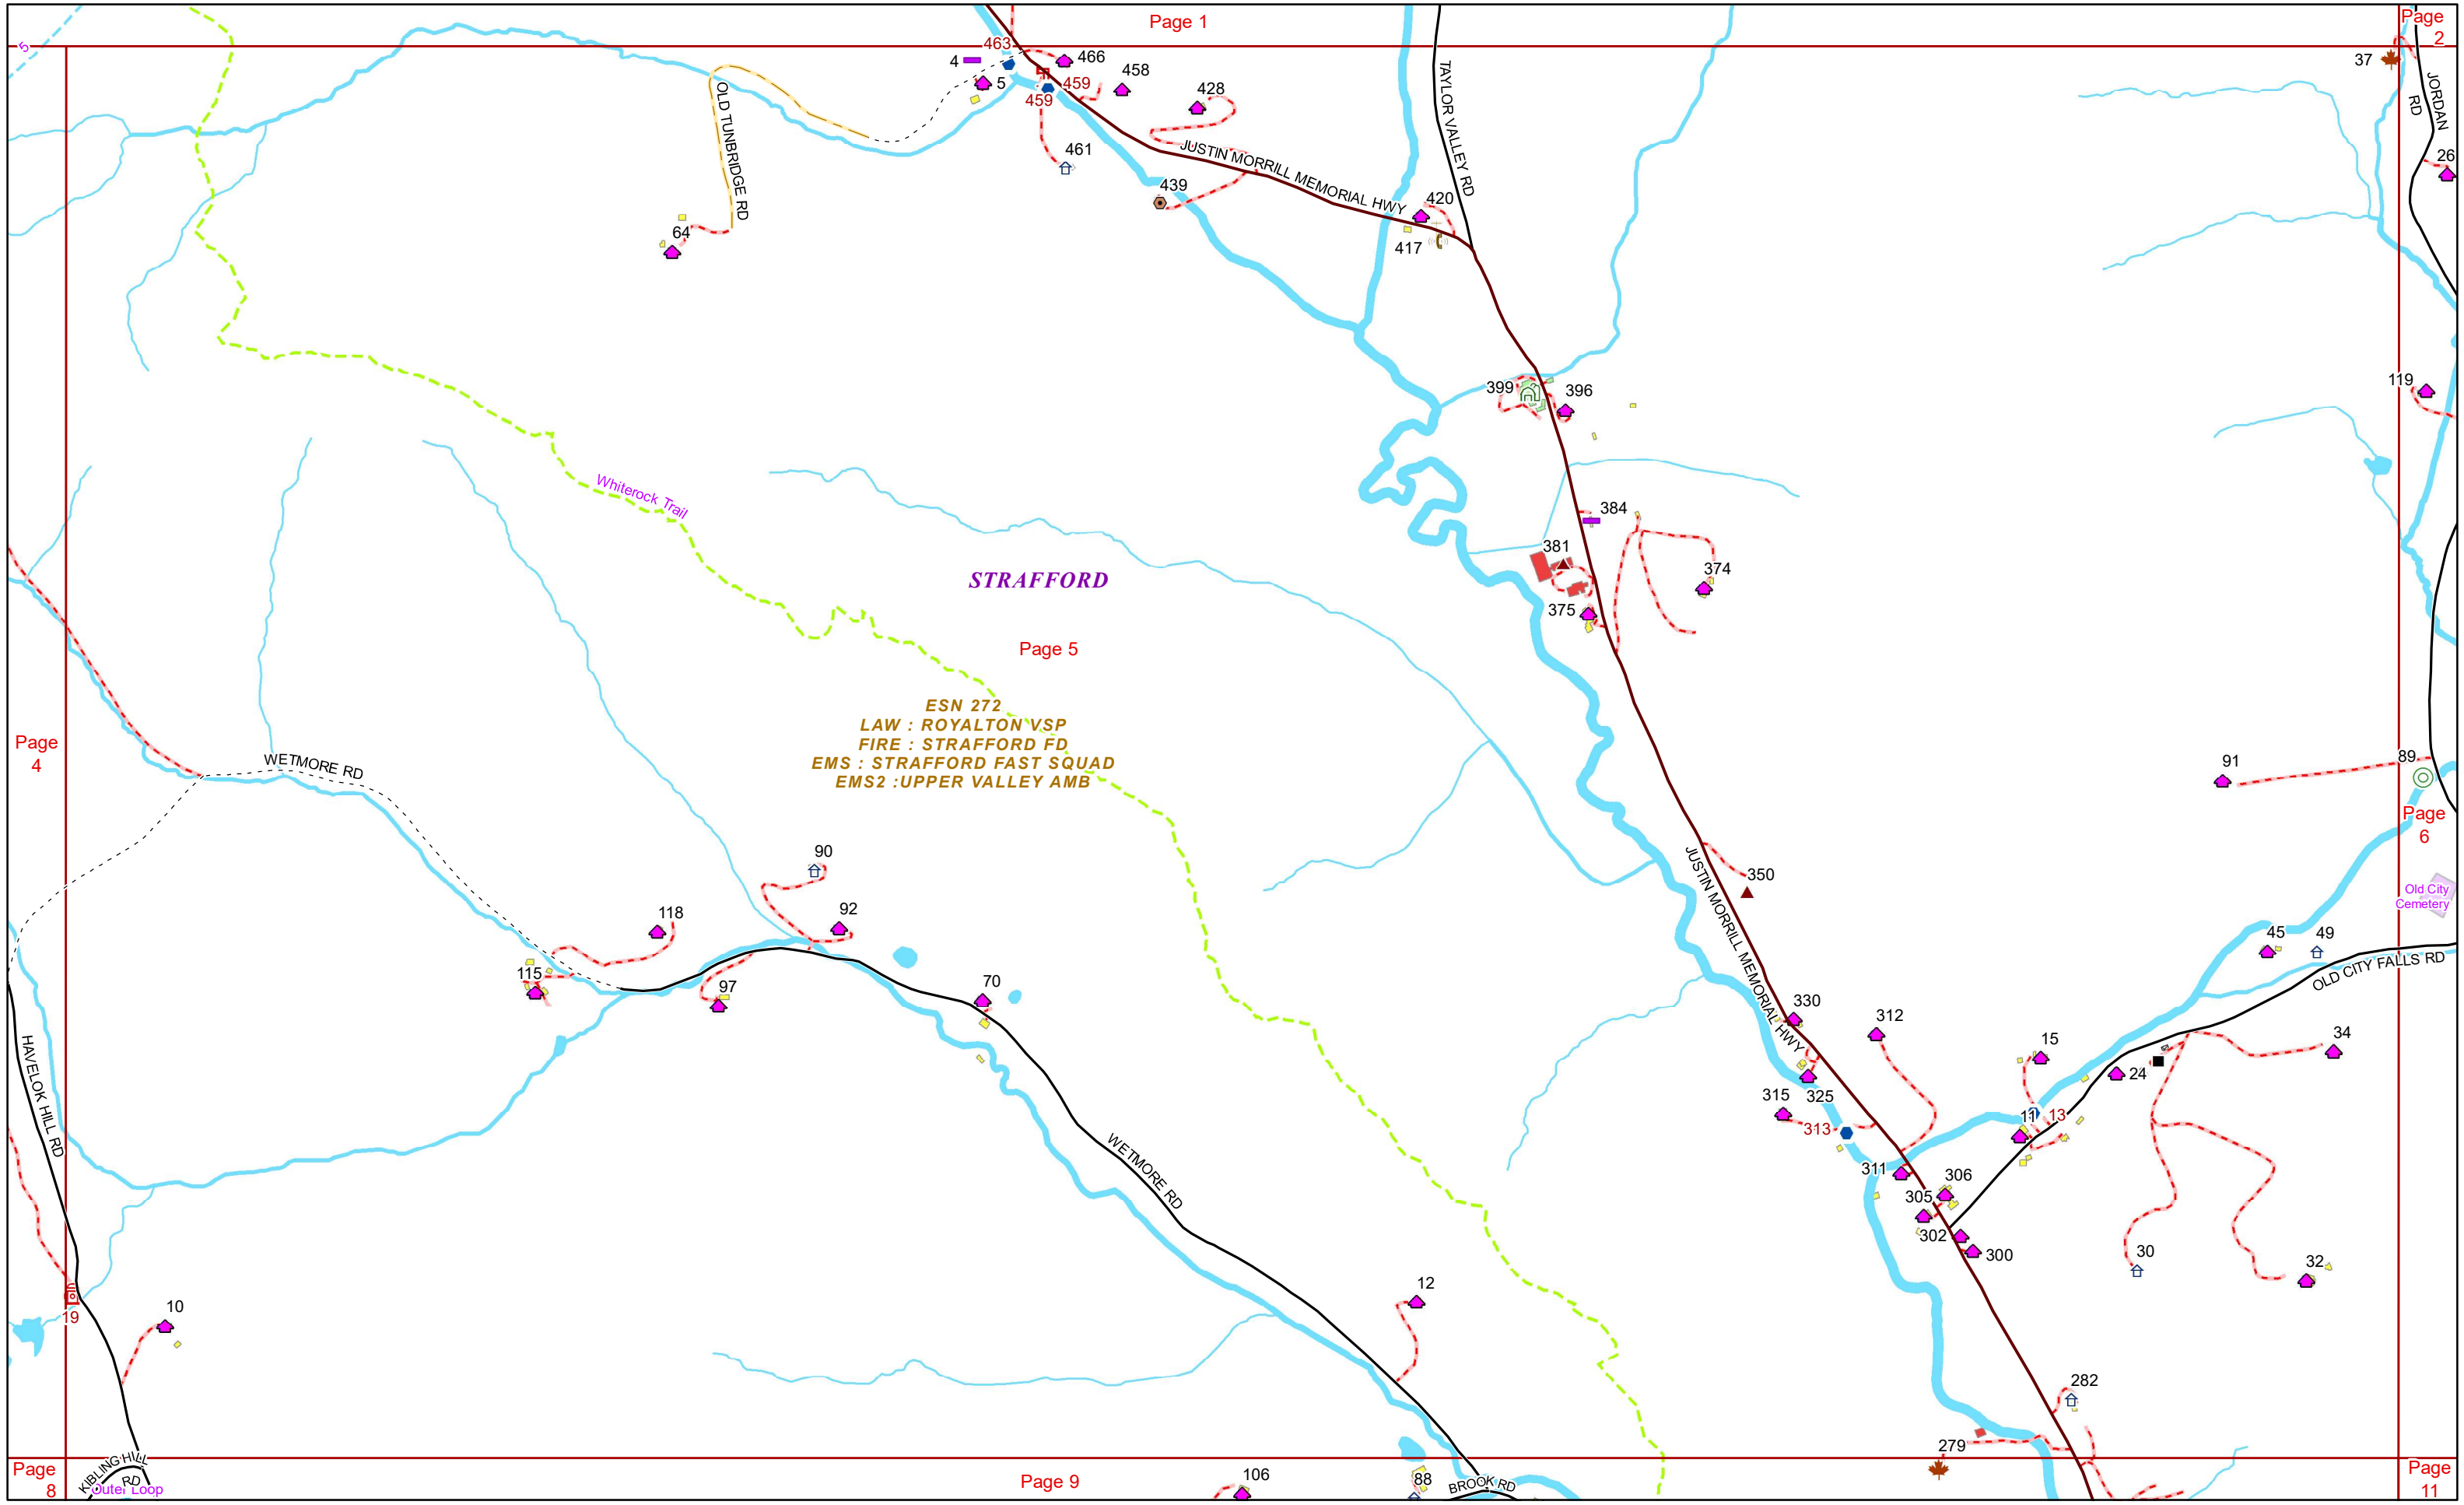 Page 1
Page
2
5
463
4
466
5
459
459
458
428
37
JORDAN
RD
OLD TUNBRIDGE RD
TAYLOR VALLEY RD
461
JUSTIN MORRILL MEMORIAL HWY
26
439
420
417
64
399
396
119
Whiterock Trail
384
381
374
375
STRAFFORD
Page 5
ESN 272
LAW : ROYALTON VSP
FIRE : STRAFFORD FD
EMS : STRAFFORD FAST SQUAD
EMS2 :UPPER VALLEY AMB
Page
4
WETMORE RD
91
89
Page
6
90
350
JUSTIN MORRILL MEMORIAL HWY
Old City
Cemetery
118
92
45
49
OLD CITY FALLS RD
115
97
70
330
312
15
34
24
HAVELOK HILL RD
315
325
313
11
13
WETMORE RD
311
306
305
302
300
30
32
12
19
10
282
279
KIBLING HILL
RD
Outer Loop
Page
8
Page 9
106
88
BROOK RD
Page
11